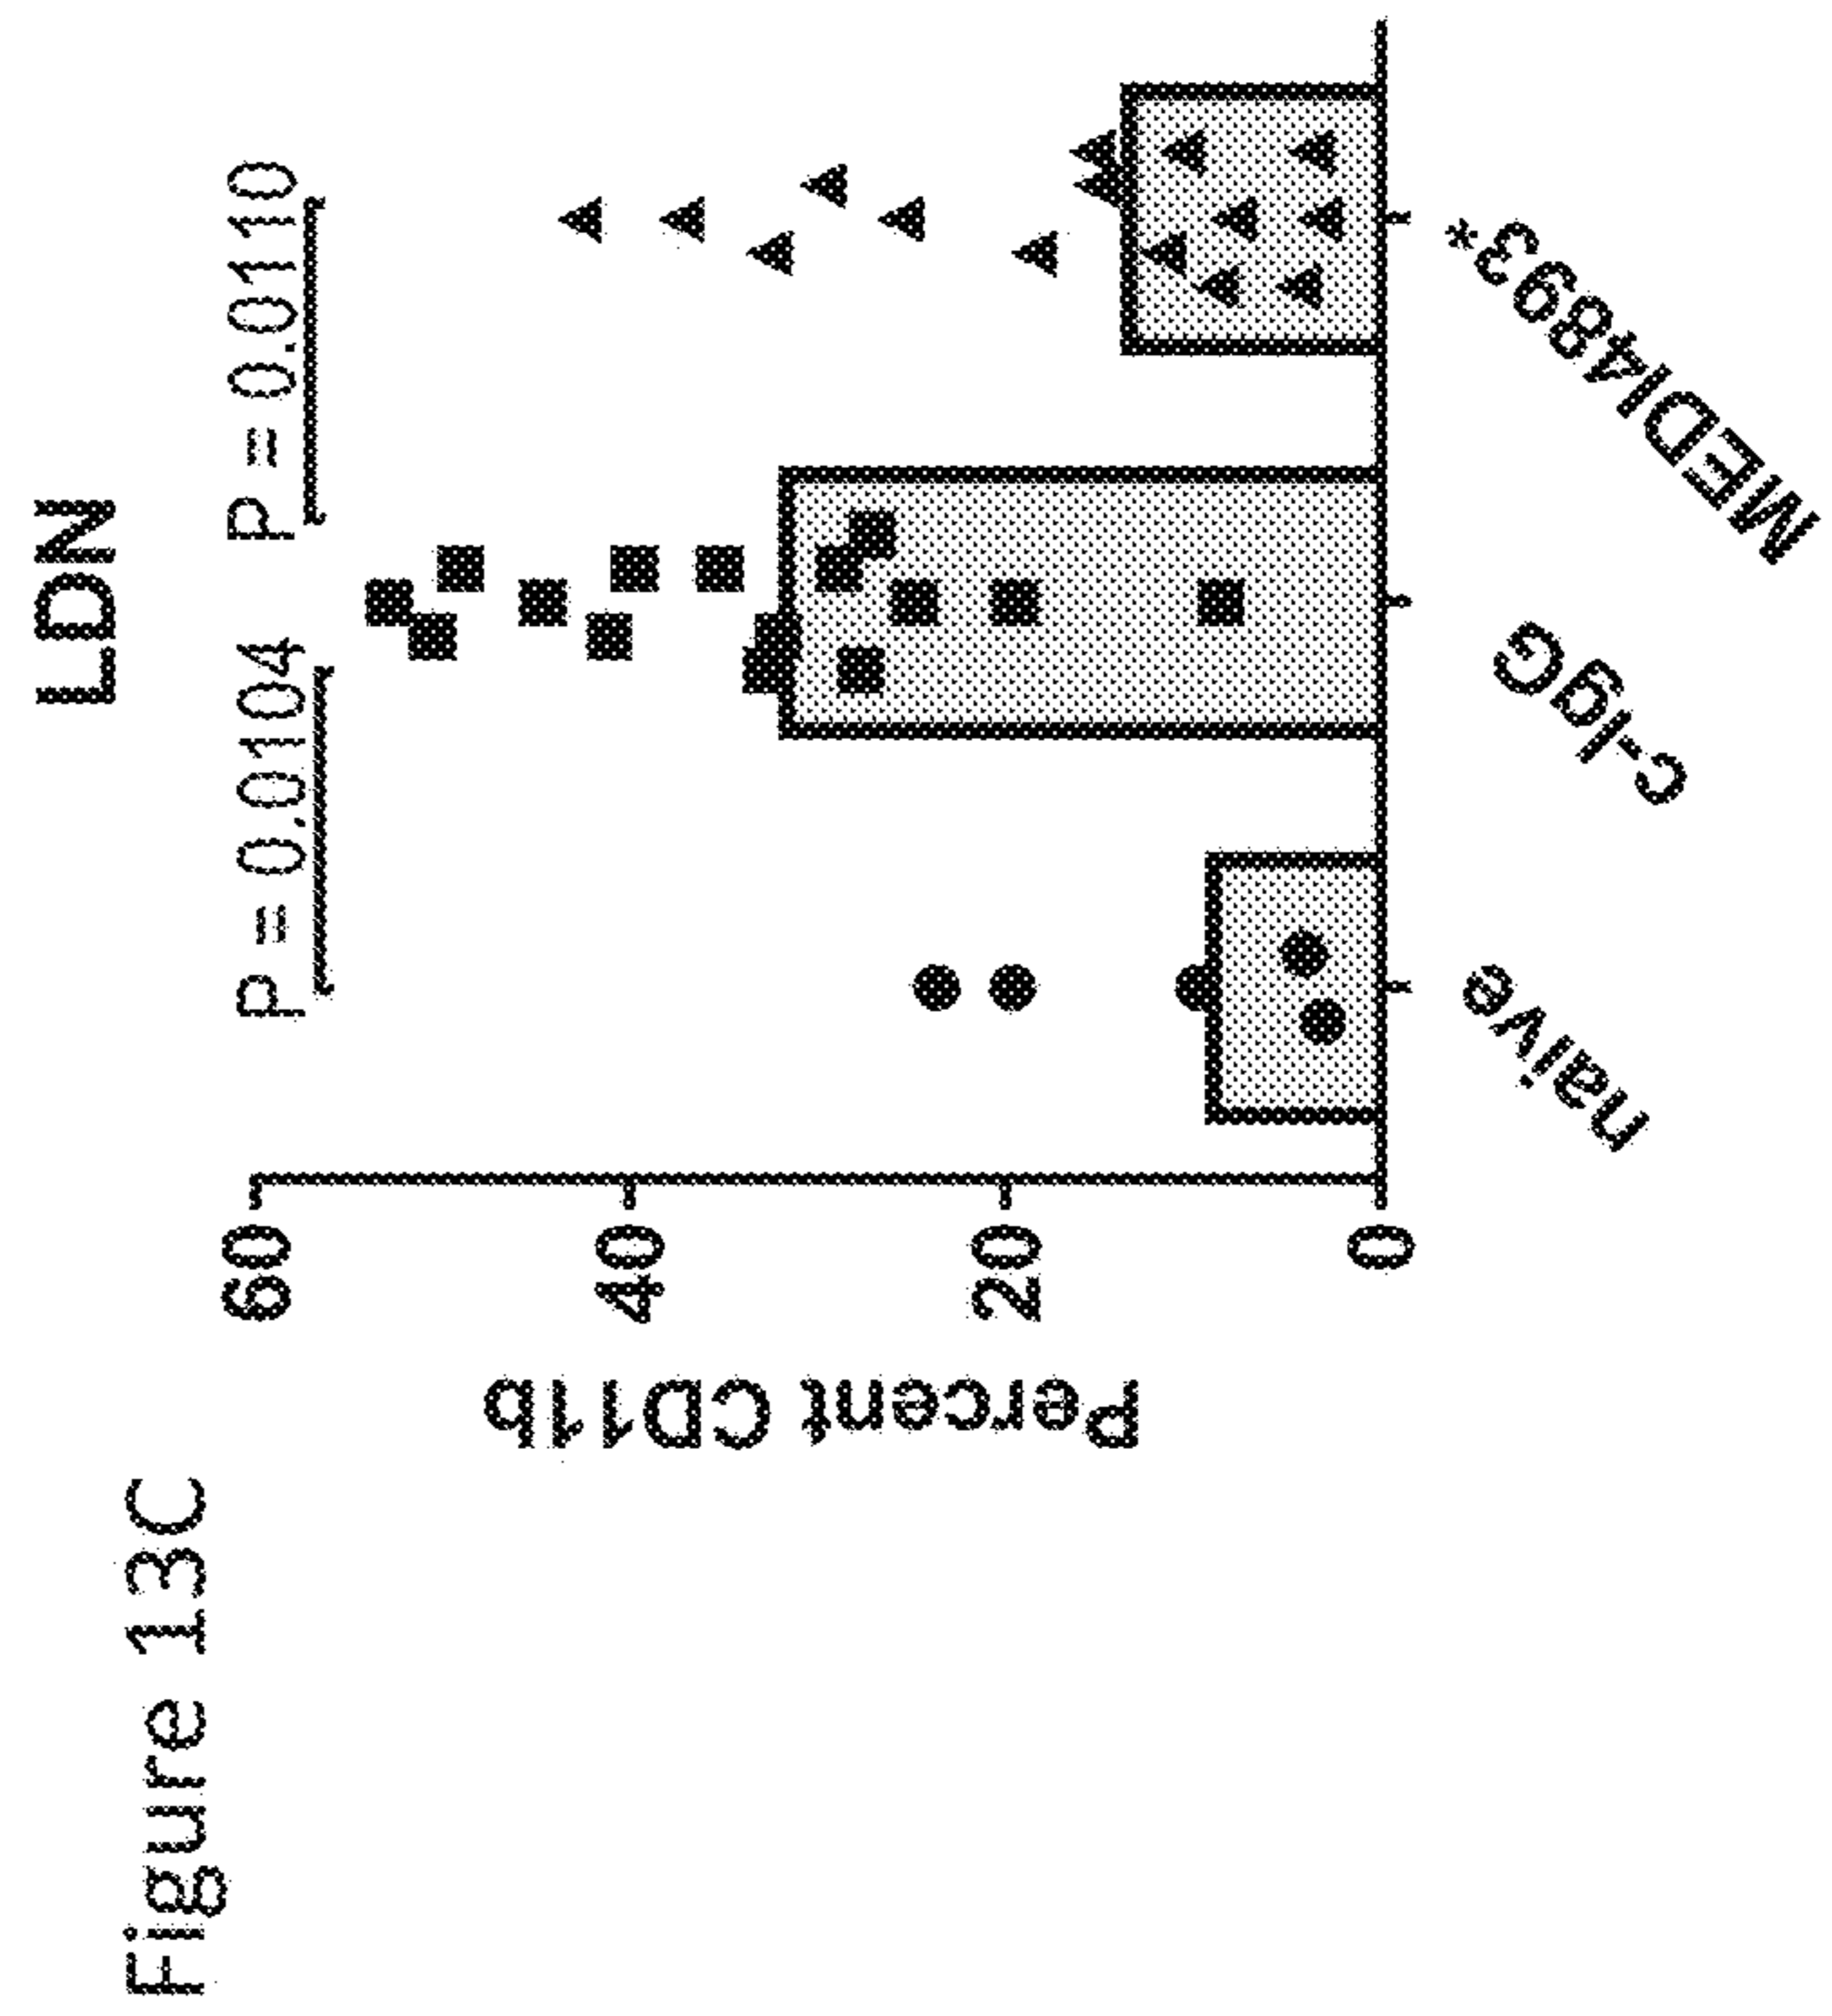 Figure 13C
LDN
P = 0.0104
P = 0.0110
Percent CD11b
60
40
20
0
naive
c-IgG
MEDI4893*